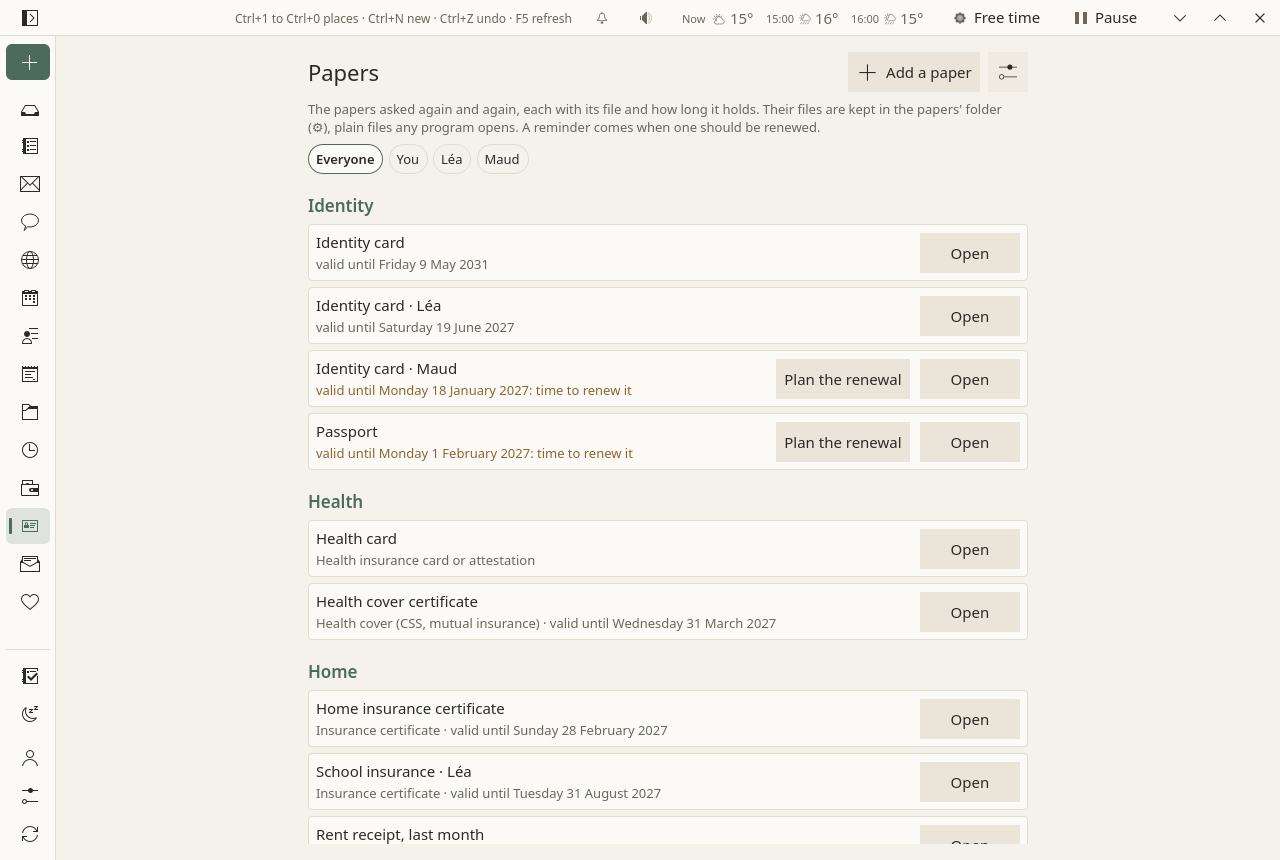 Ctrl+1 to Ctrl+0 places · Ctrl+N new · Ctrl+Z undo · F5 refresh
Now 15° 15:00 16° 16:00 15°
Free time
Pause
Papers
Add a paper
The papers asked again and again, each with its file and how long it holds. Their files are kept in the papers' folder
(⚙), plain files any program opens. A reminder comes when one should be renewed.
Everyone You Léa Maud
Identity
Identity card
valid until Friday 9 May 2031
Open
Identity card · Léa
valid until Saturday 19 June 2027
Open
Identity card · Maud
valid until Monday 18 January 2027: time to renew it
Plan the renewal Open
Passport
valid until Monday 1 February 2027: time to renew it
Plan the renewal Open
Health
Health card
Health insurance card or attestation
Open
Health cover certificate
Health cover (CSS, mutual insurance) · valid until Wednesday 31 March 2027
Open
Home
Home insurance certificate
Insurance certificate · valid until Sunday 28 February 2027
Open
School insurance · Léa
Insurance certificate · valid until Tuesday 31 August 2027
Open
Rent receipt, last month
Open